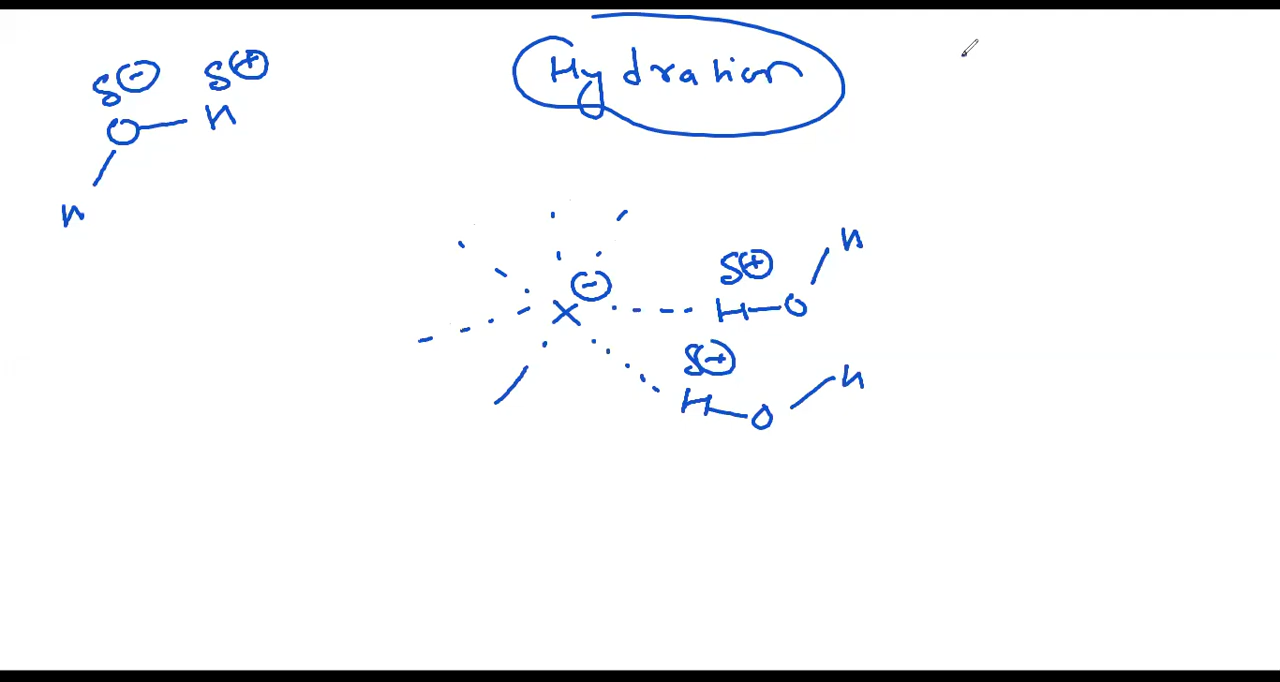 Hydration
δ⊖ δ⊕
O H
H
H
δ⊕
X⊖ H O
δ⊕
H O H